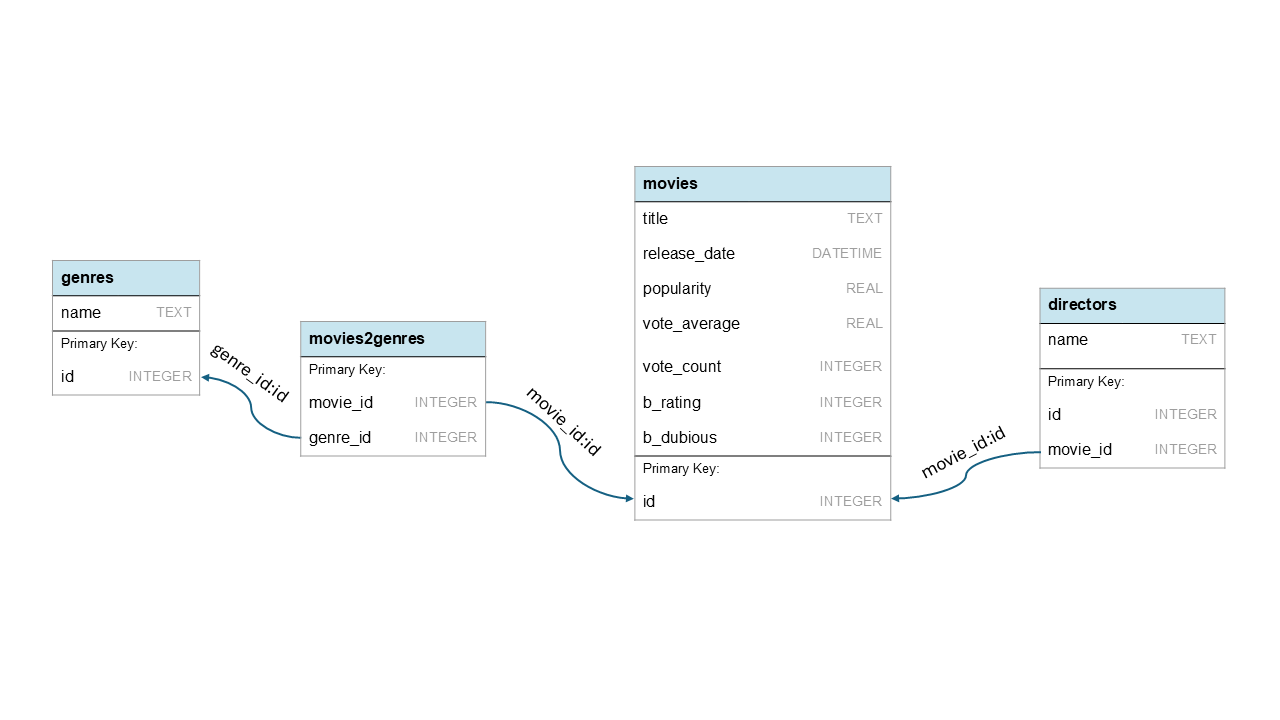 genres
name TEXT
Primary Key:
id INTEGER
genre_id:id
movies2genres
Primary Key:
movie_id INTEGER
genre_id INTEGER
movie_id:id
movies
title TEXT
release_date DATETIME
popularity REAL
vote_average REAL
vote_count INTEGER
b_rating INTEGER
b_dubious INTEGER
Primary Key:
id INTEGER
movie_id:id
directors
name TEXT
Primary Key:
id INTEGER
movie_id INTEGER